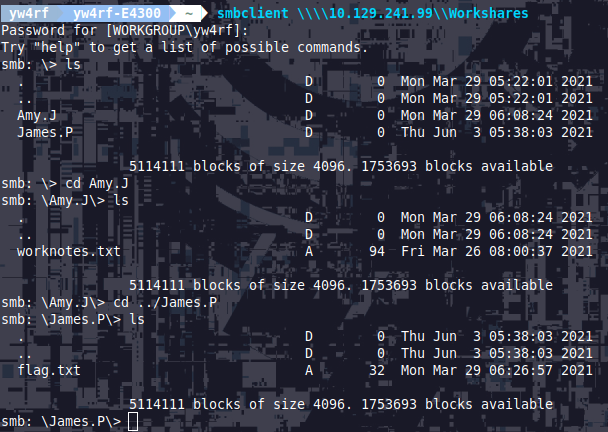 yw4rf yw4rf-E4300 ~ smbclient \\\\10.129.241.99\\Workshares
Password for [WORKGROUP\yw4rf]:
Try "help" to get a list of possible commands.
smb: \> ls
. D 0 Mon Mar 29 05:22:01 2021
.. D 0 Mon Mar 29 05:22:01 2021
Amy.J D 0 Mon Mar 29 06:08:24 2021
James.P D 0 Thu Jun 3 05:38:03 2021
5114111 blocks of size 4096. 1753693 blocks available
smb: \> cd Amy.J
smb: \Amy.J\> ls
. D 0 Mon Mar 29 06:08:24 2021
.. D 0 Mon Mar 29 06:08:24 2021
worknotes.txt A 94 Fri Mar 26 08:00:37 2021
5114111 blocks of size 4096. 1753693 blocks available
smb: \Amy.J\> cd ../James.P
smb: \James.P\> ls
. D 0 Thu Jun 3 05:38:03 2021
.. D 0 Thu Jun 3 05:38:03 2021
flag.txt A 32 Mon Mar 29 06:26:57 2021
5114111 blocks of size 4096. 1753693 blocks available
smb: \James.P\>